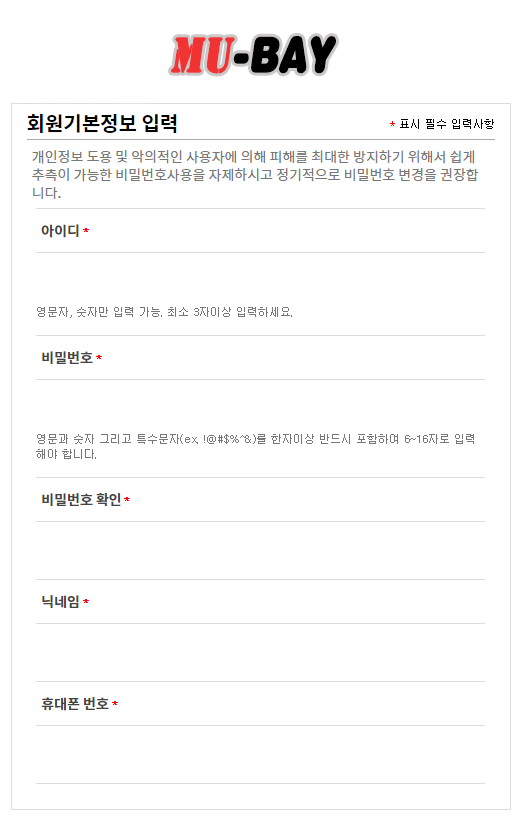 MU-BAY
회원기본정보 입력
* 표시 필수 입력사항
개인정보 도용 및 악의적인 사용자에 의해 피해를 최대한 방지하기 위해서 쉽게
추측이 가능한 비밀번호사용을 자제하시고 정기적으로 비밀번호 변경을 권장합
니다.
아이디 *
영문자, 숫자만 입력 가능. 최소 3자이상 입력하세요.
비밀번호 *
영문과 숫자 그리고 특수문자(ex. !@#$%^&)를 한자이상 반드시 포함하여 6~16자로 입력
해야 합니다.
비밀번호 확인 *
닉네임 *
휴대폰 번호 *